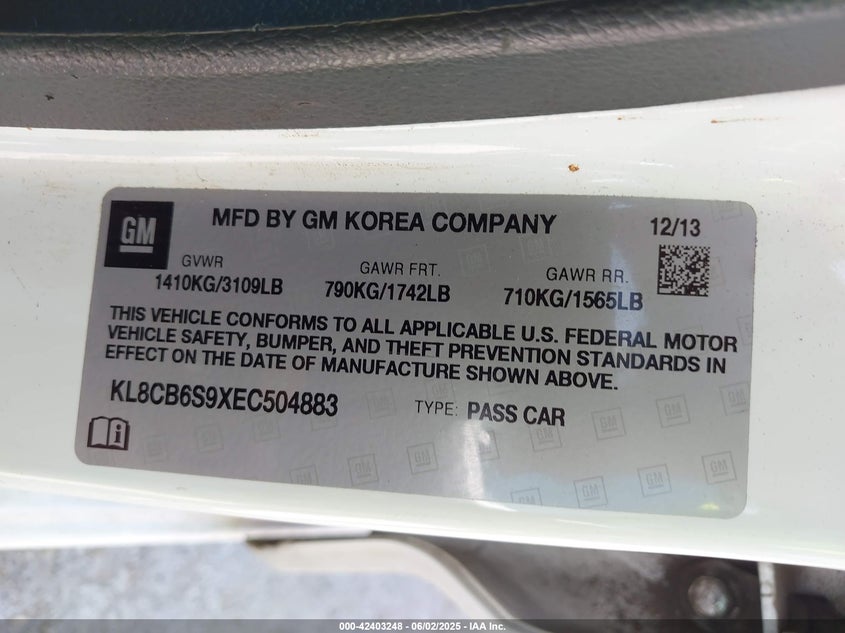 GM
MFD BY GM KOREA COMPANY
12/13
GVWR
GAWR FRT.
GAWR RR.
1410KG/3109LB
790KG/1742LB
710KG/1565LB
THIS VEHICLE CONFORMS TO ALL APPLICABLE U.S. FEDERAL MOTOR
VEHICLE SAFETY, BUMPER, AND THEFT PREVENTION STANDARDS IN
EFFECT ON THE DATE OF MANUFACTURE SHOWN ABOVE.
KL8CB6S9XEC504883
TYPE: PASS CAR
000-42403248 - 06/02/2025 - IAA Inc.